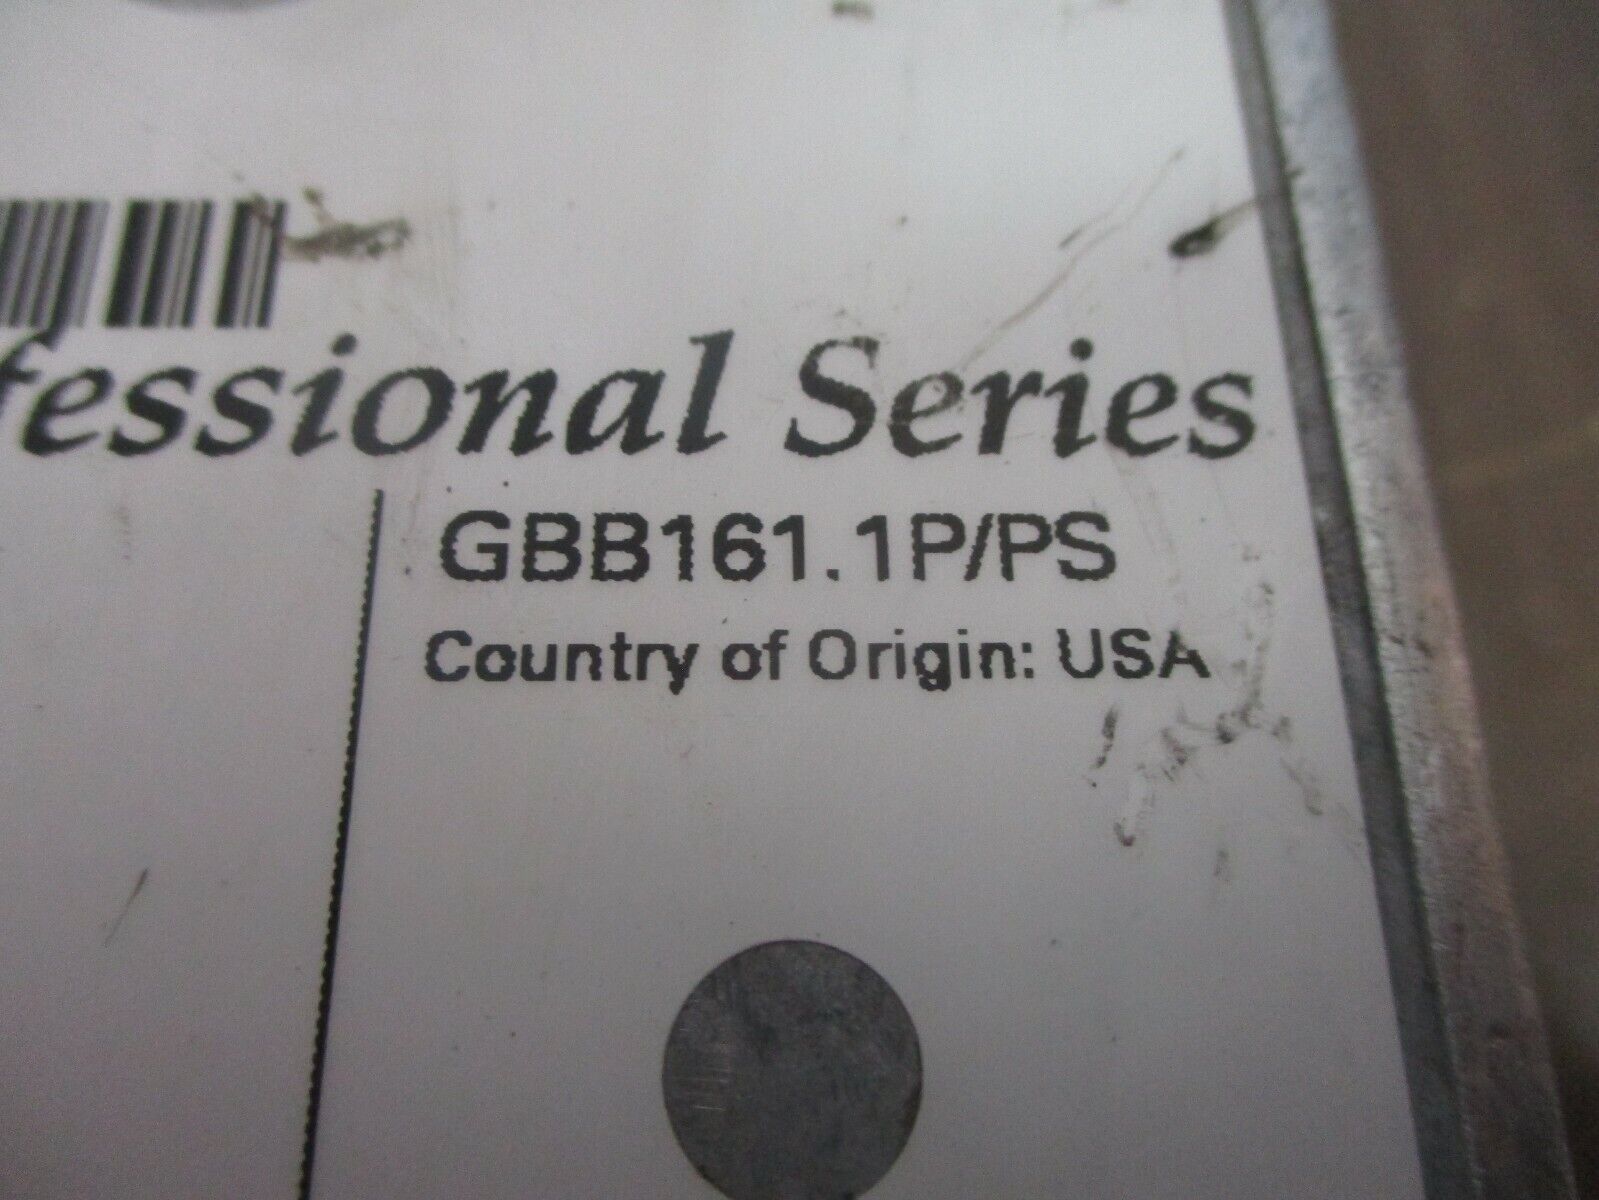 fessional Series
GBB161.1P/PS
Country of Origin: USA